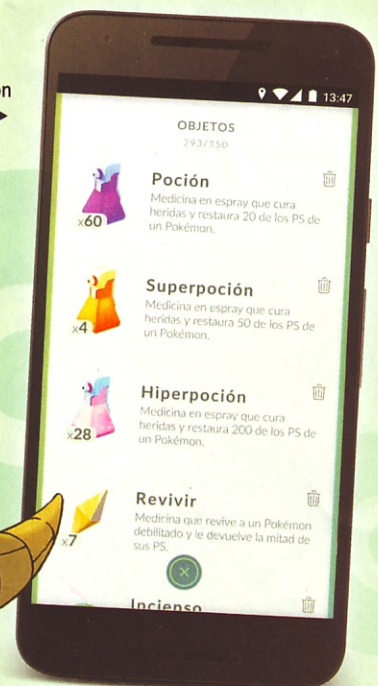 ón
13:47
OBJETOS
293/350
Poción
Medicina en espray que cura
heridas y restaura 20 de los PS de
un Pokémon.
x60
Superpoción
Medicina en espray que cura
heridas y restaura 50 de los PS de
un Pokémon.
x4
Hiperpoción
Medicina en espray que cura
heridas y restaura 200 de los PS de
un Pokémon.
x28
Revivir
Medicina que revive a un Pokémon
debilitado y le devuelve la mitad de
sus PS.
x7
Incienso